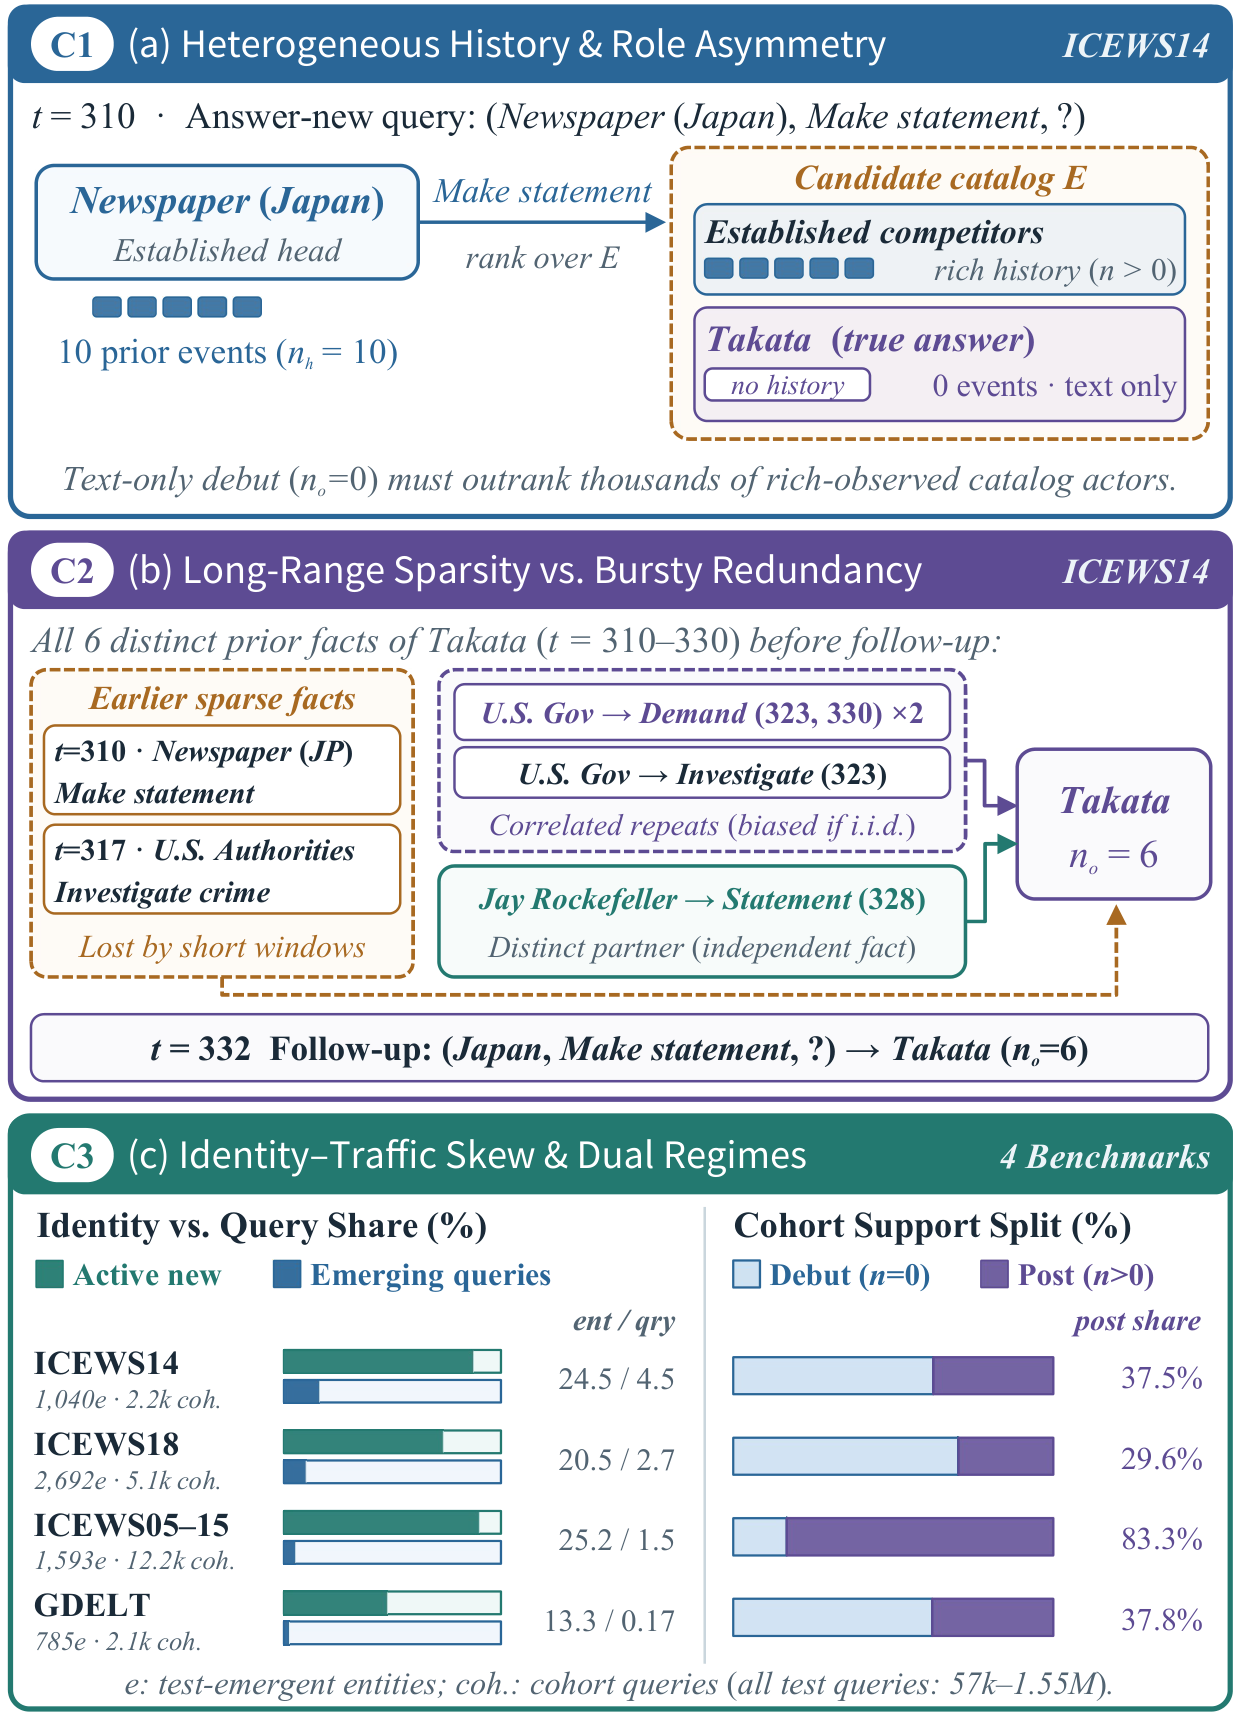 C1 (a) Heterogeneous History & Role Asymmetry ICEWS14
t = 310 · Answer-new query: (Newspaper (Japan), Make statement, ?)
Newspaper (Japan)
Established head
10 prior events (nₕ = 10)
Make statement
rank over E
Candidate catalog E
Established competitors
rich history (n > 0)
Takata (true answer)
no history 0 events · text only
Text-only debut (nₒ=0) must outrank thousands of rich-observed catalog actors.
C2 (b) Long-Range Sparsity vs. Bursty Redundancy ICEWS14
All 6 distinct prior facts of Takata (t = 310–330) before follow-up:
Earlier sparse facts
t=310 · Newspaper (JP)
Make statement
t=317 · U.S. Authorities
Investigate crime
Lost by short windows
U.S. Gov → Demand (323, 330) ×2
U.S. Gov → Investigate (323)
Correlated repeats (biased if i.i.d.)
Jay Rockefeller → Statement (328)
Distinct partner (independent fact)
Takata
nₒ = 6
t = 332 Follow-up: (Japan, Make statement, ?) → Takata (nₒ=6)
C3 (c) Identity–Traffic Skew & Dual Regimes 4 Benchmarks
Identity vs. Query Share (%)
Active new Emerging queries
ent / qry
ICEWS14
1,040e · 2.2k coh.
24.5 / 4.5
ICEWS18
2,692e · 5.1k coh.
20.5 / 2.7
ICEWS05–15
1,593e · 12.2k coh.
25.2 / 1.5
GDELT
785e · 2.1k coh.
13.3 / 0.17
Cohort Support Split (%)
Debut (n=0) Post (n>0)
post share
37.5%
29.6%
83.3%
37.8%
e: test-emergent entities; coh.: cohort queries (all test queries: 57k–1.55M).